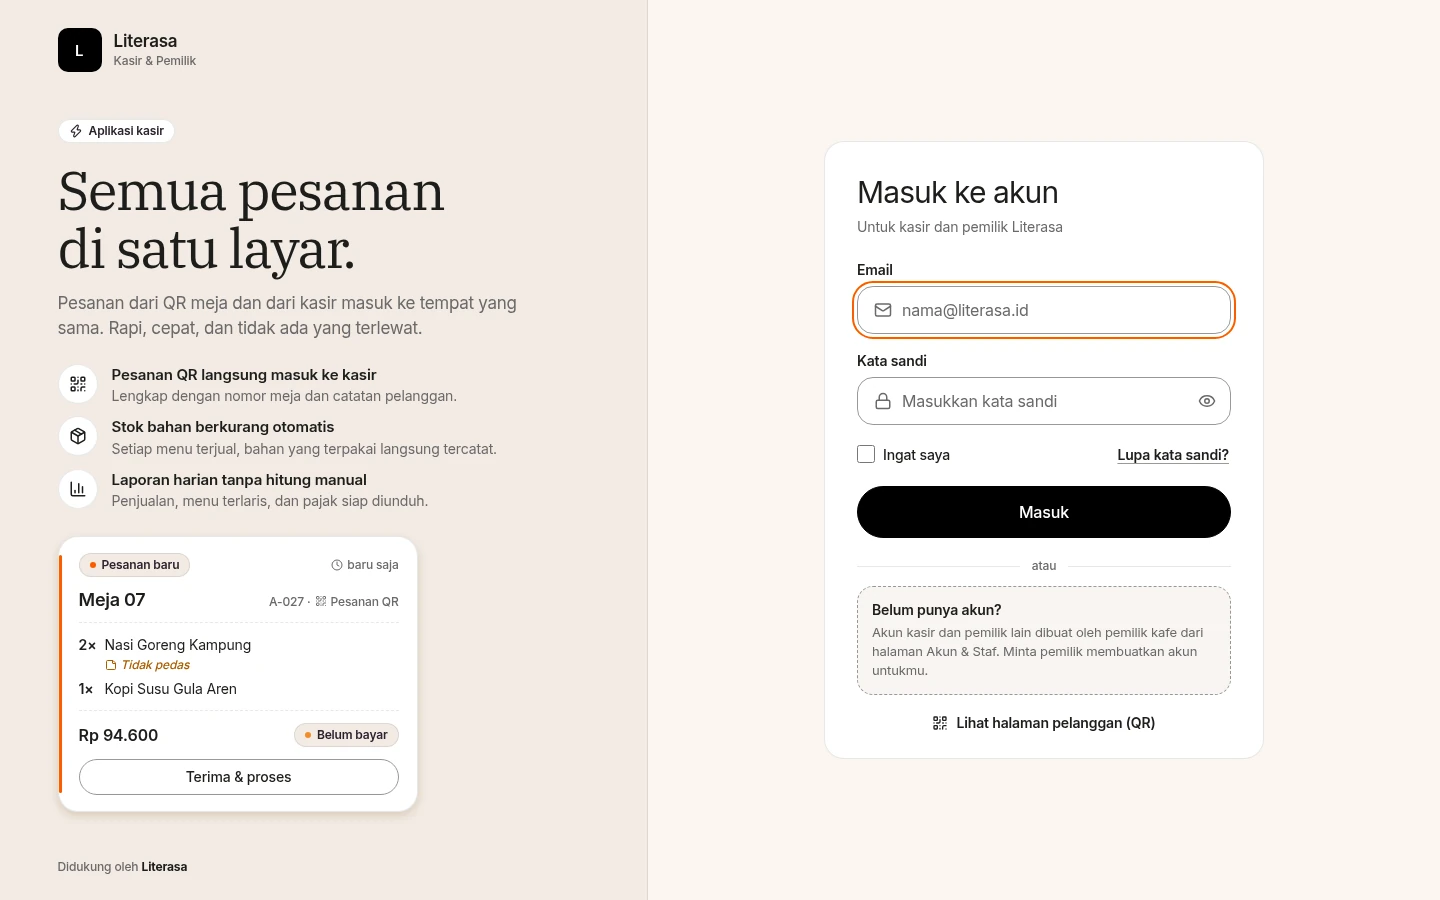 L
Literasa
Kasir & Pemilik
Aplikasi kasir
Semua pesanan
di satu layar.
Pesanan dari QR meja dan dari kasir masuk ke tempat yang
sama. Rapi, cepat, dan tidak ada yang terlewat.
Pesanan QR langsung masuk ke kasir
Lengkap dengan nomor meja dan catatan pelanggan.
Stok bahan berkurang otomatis
Setiap menu terjual, bahan yang terpakai langsung tercatat.
Laporan harian tanpa hitung manual
Penjualan, menu terlaris, dan pajak siap diunduh.
Pesanan baru
baru saja
Meja 07
A-027 · Pesanan QR
2× Nasi Goreng Kampung
Tidak pedas
1× Kopi Susu Gula Aren
Rp 94.600
Belum bayar
Terima & proses
Didukung oleh Literasa
Masuk ke akun
Untuk kasir dan pemilik Literasa
Email
nama@literasa.id
Kata sandi
Masukkan kata sandi
Ingat saya
Lupa kata sandi?
Masuk
atau
Belum punya akun?
Akun kasir dan pemilik lain dibuat oleh pemilik kafe dari
halaman Akun & Staf. Minta pemilik membuatkan akun
untukmu.
Lihat halaman pelanggan (QR)